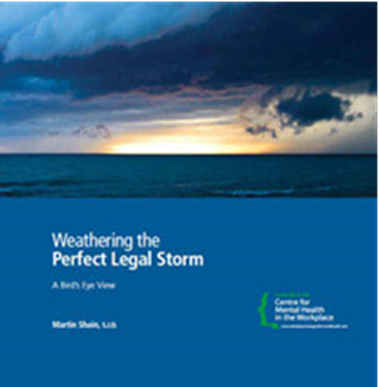 Weathering the
Perfect Legal Storm
A Bird's Eye View
Martin Shain, S.J.D.
Centre for
Mental Health
in the Workplace